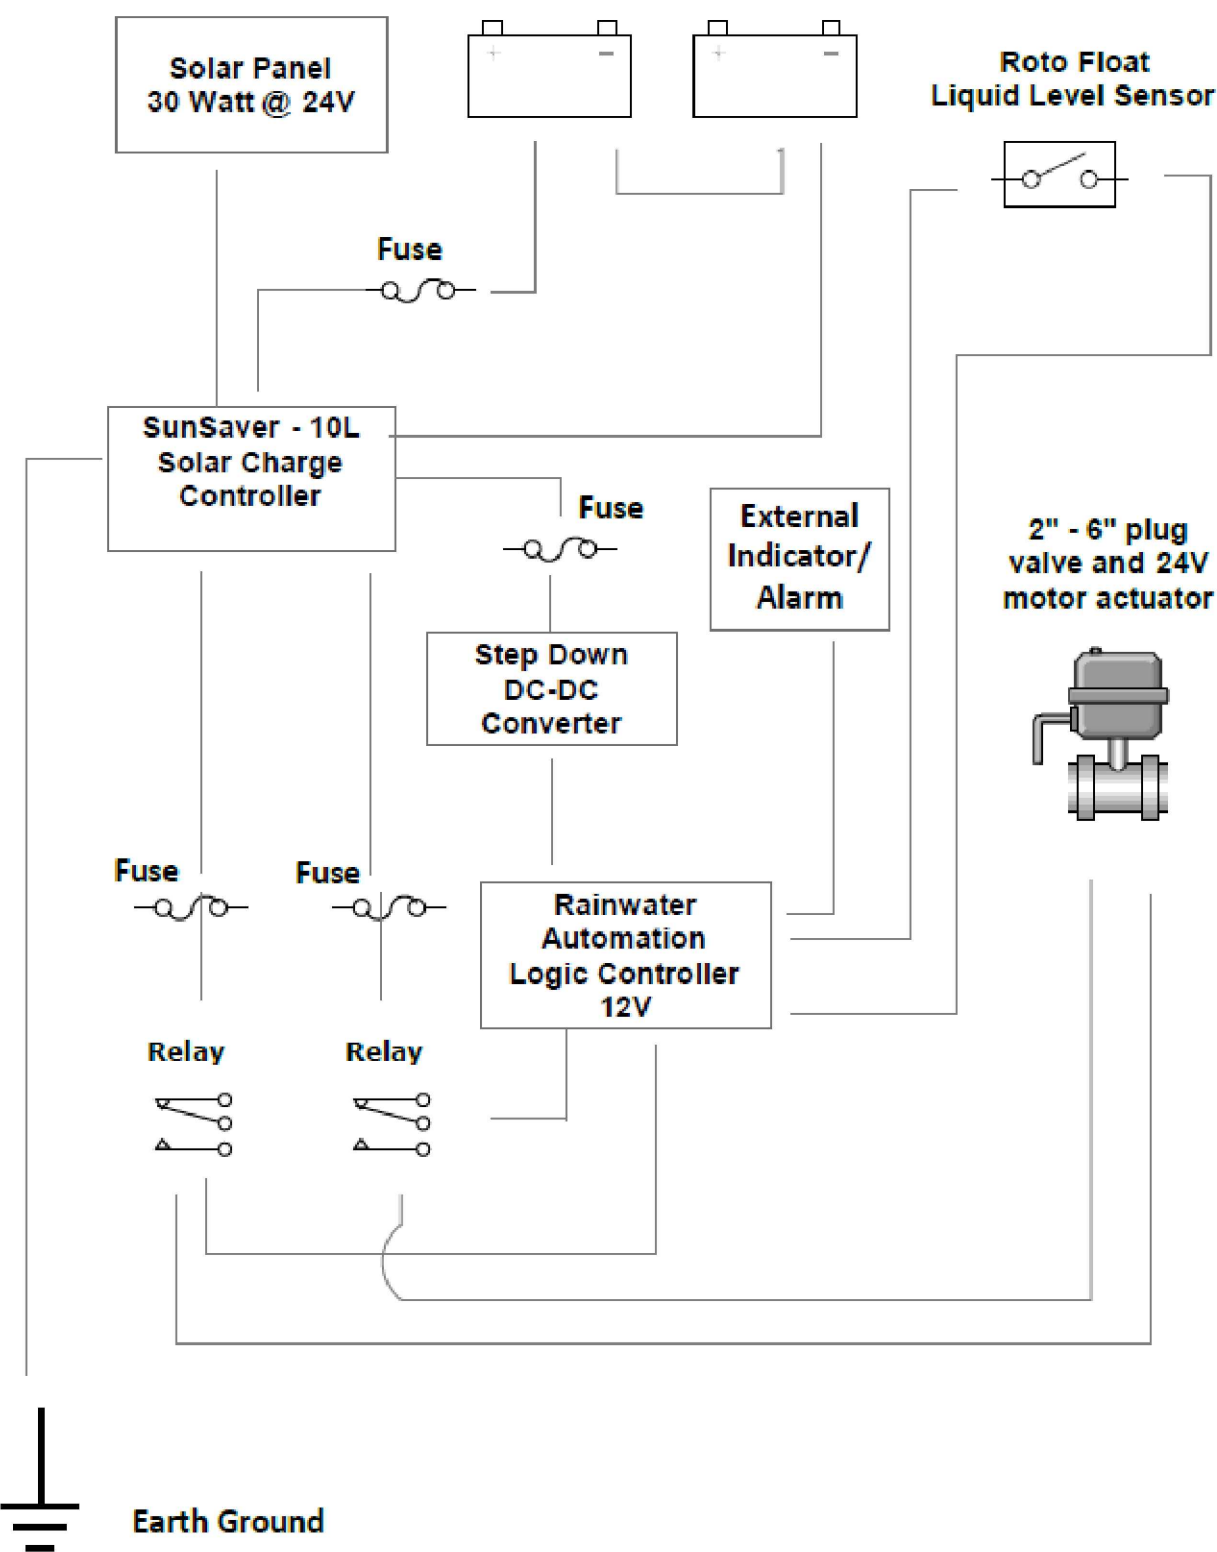 Solar Panel
30 Watt @ 24V
+ −
+ −
Roto Float
Liquid Level Sensor
Fuse
SunSaver - 10L
Solar Charge
Controller
Fuse
External
Indicator/
Alarm
2" - 6" plug
valve and 24V
motor actuator
Step Down
DC-DC
Converter
Fuse
Fuse
Rainwater
Automation
Logic Controller
12V
Relay
Relay
Earth Ground